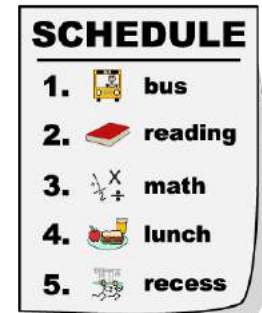 SCHEDULE
1. bus
2. reading
3. math
4. lunch
5. recess